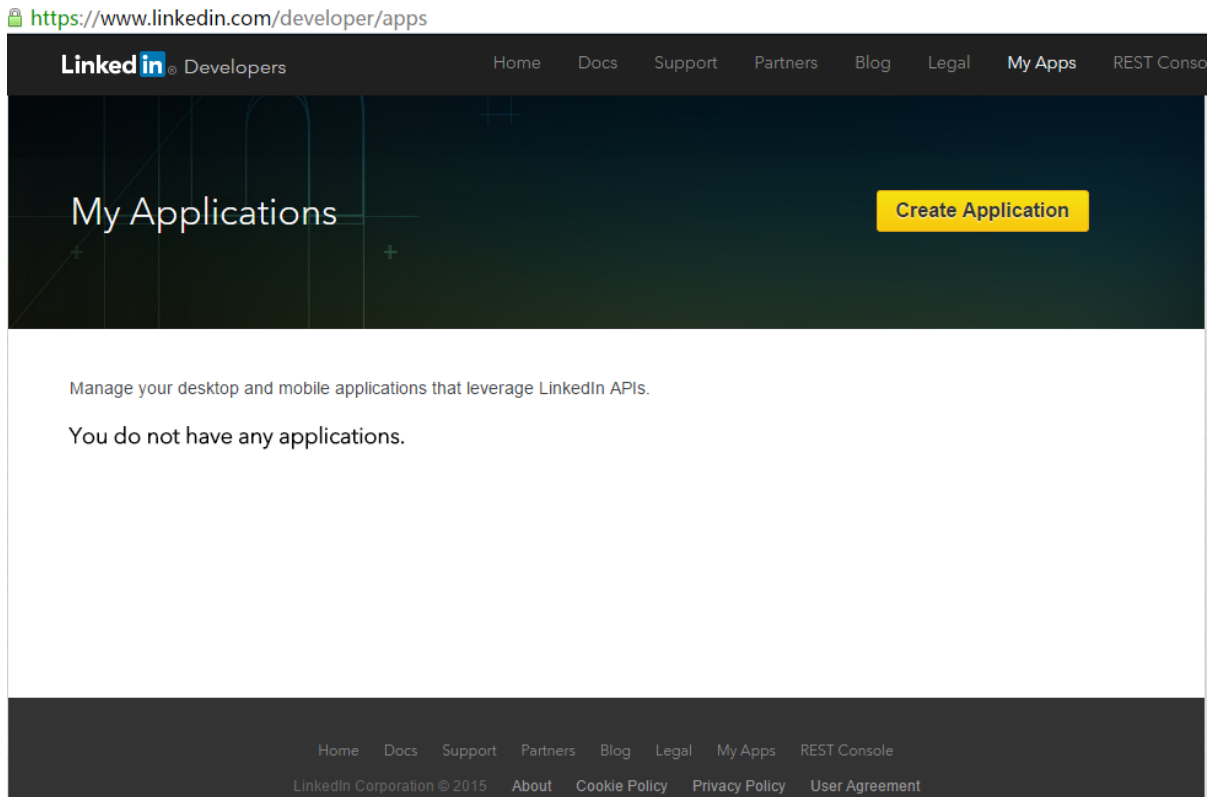 https://www.linkedin.com/developer/apps
Linked in ® Developers Home Docs Support Partners Blog Legal My Apps REST Conso
My Applications Create Application
Manage your desktop and mobile applications that leverage LinkedIn APIs.
You do not have any applications.
Home Docs Support Partners Blog Legal My Apps REST Console
LinkedIn Corporation © 2015 About Cookie Policy Privacy Policy User Agreement